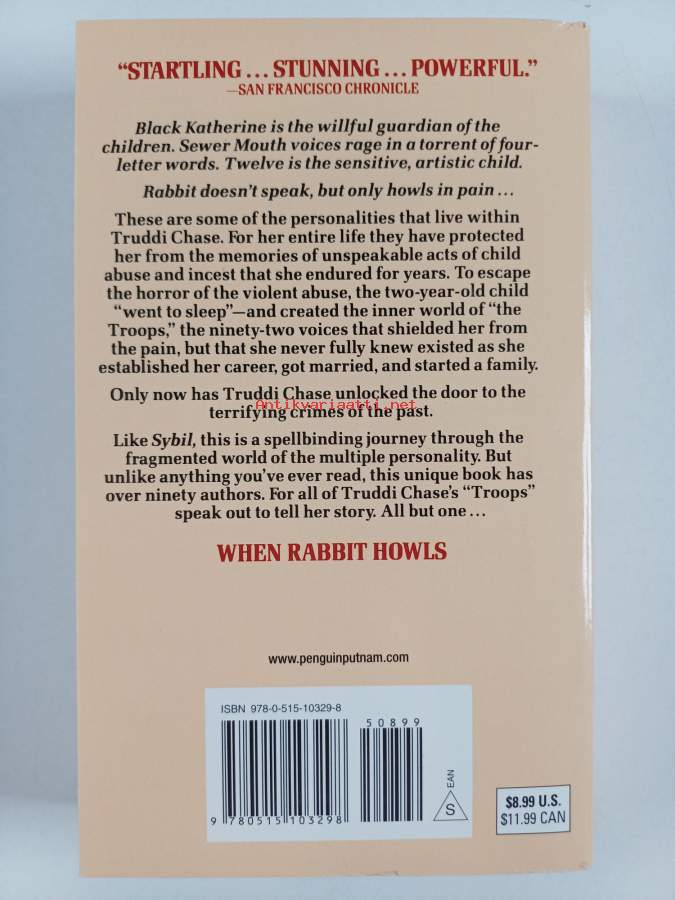 “STARTLING... STUNNING... POWERFUL.”
—SAN FRANCISCO CHRONICLE
Black Katherine is the willful guardian of the
children. Sewer Mouth voices rage in a torrent of four-
letter words. Twelve is the sensitive, artistic child.
Rabbit doesn’t speak, but only howls in pain...
These are some of the personalities that live within
Truddi Chase. For her entire life they have protected
her from the memories of unspeakable acts of child
abuse and incest that she endured for years. To escape
the horror of the violent abuse, the two-year-old child
“went to sleep”—and created the inner world of “the
Troops,” the ninety-two voices that shielded her from
the pain, but that she never fully knew existed as she
established her career, got married, and started a family.
Only now has Truddi Chase unlocked the door to the
Antikvariaatti.net
terrifying crimes of the past.
Like Sybil, this is a spellbinding journey through the
fragmented world of the multiple personality. But
unlike anything you’ve ever read, this unique book has
over ninety authors. For all of Truddi Chase’s “Troops”
speak out to tell her story. All but one...
WHEN RABBIT HOWLS
www.penguinputnam.com
ISBN 978-0-515-10329-8
50899
9 780515 103298
S
EAN
$8.99 U.S.
$11.99 CAN